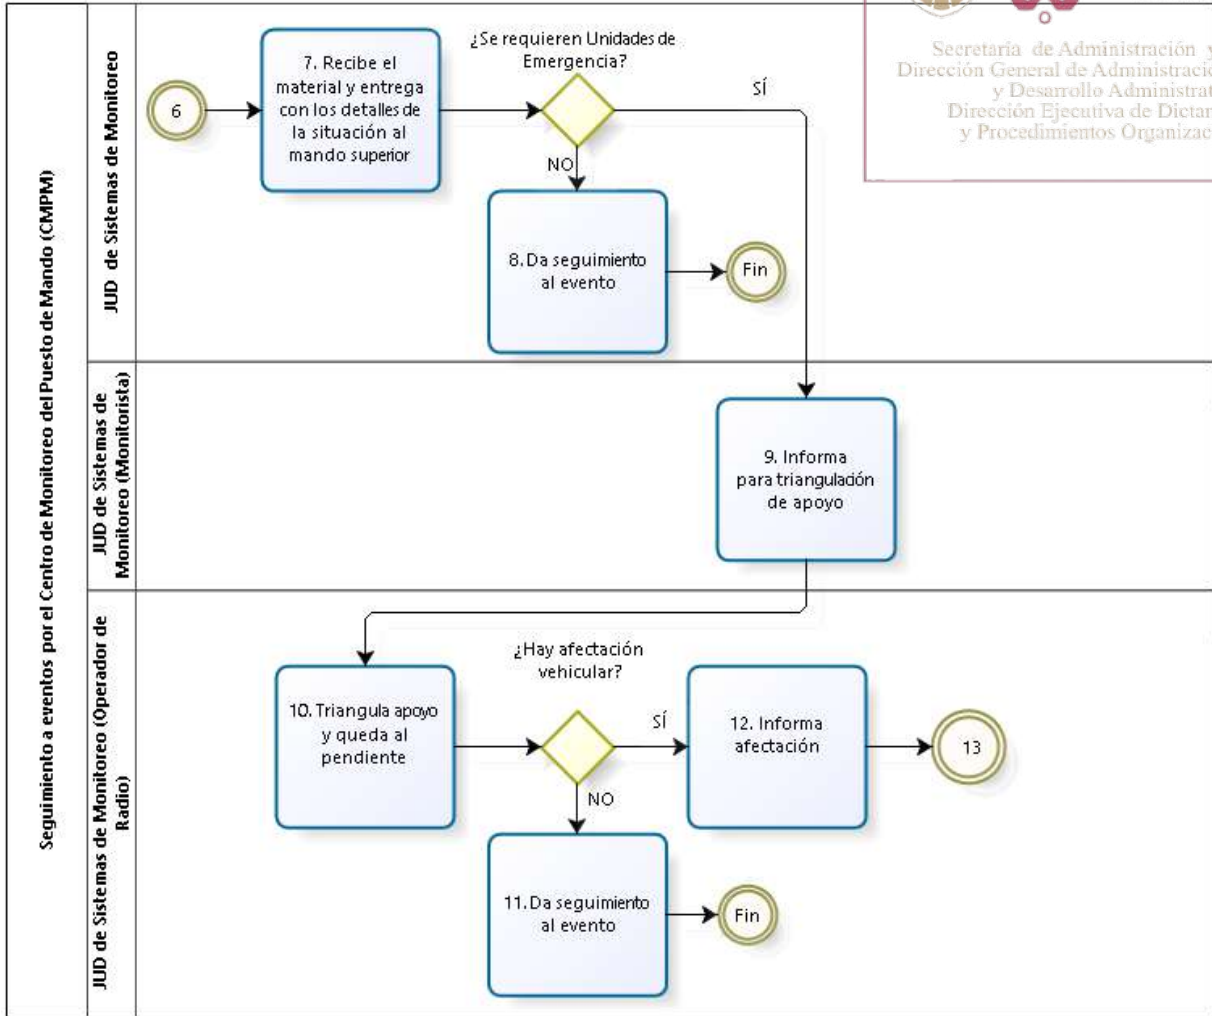 Secretaría de Administración y
Dirección General de Administració
y Desarrollo Administrat
Dirección Ejecutiva de Dictam
y Procedimientos Organizac
Seguimiento a eventos por el Centro de Monitoreo del Puesto de Mando (CMPM)
JUD de Sistemas de Monitoreo
6
7. Recibe el
material y entrega
con los detalles de
la situación al
mando superior
¿Se requieren Unidades de
Emergencia?
SÍ
NO
8. Da seguimiento
al evento
Fin
JUD de Sistemas de
Monitoreo (Monitorista)
9. Informa
para triangulación
de apoyo
JUD de Sistemas de Monitoreo (Operador de
Radio)
10. Triangula apoyo
y queda al
pendiente
¿Hay afectación
vehicular?
SÍ
NO
12. Informa
afectación
13
11. Da seguimiento
al evento
Fin